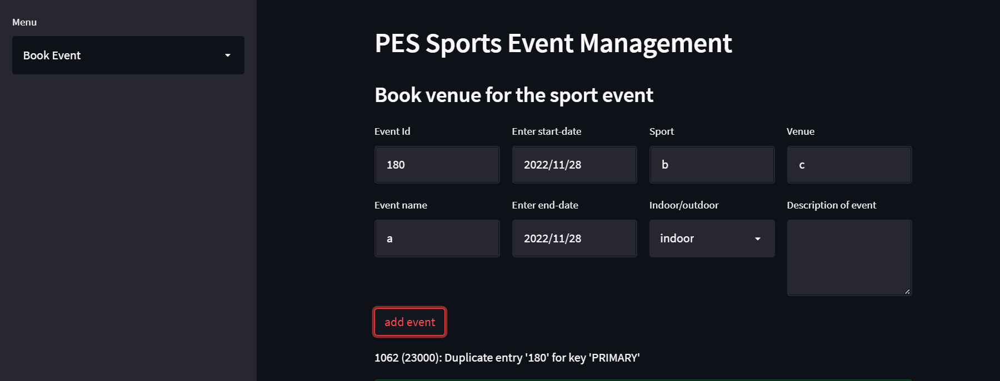 Menu
Book Event
PES Sports Event Management
Book venue for the sport event
Event Id
Enter start-date
Sport
Venue
180
2022/11/28
b
c
Event name
Enter end-date
Indoor/outdoor
Description of event
a
2022/11/28
indoor
add event
1062 (23000): Duplicate entry '180' for key 'PRIMARY'